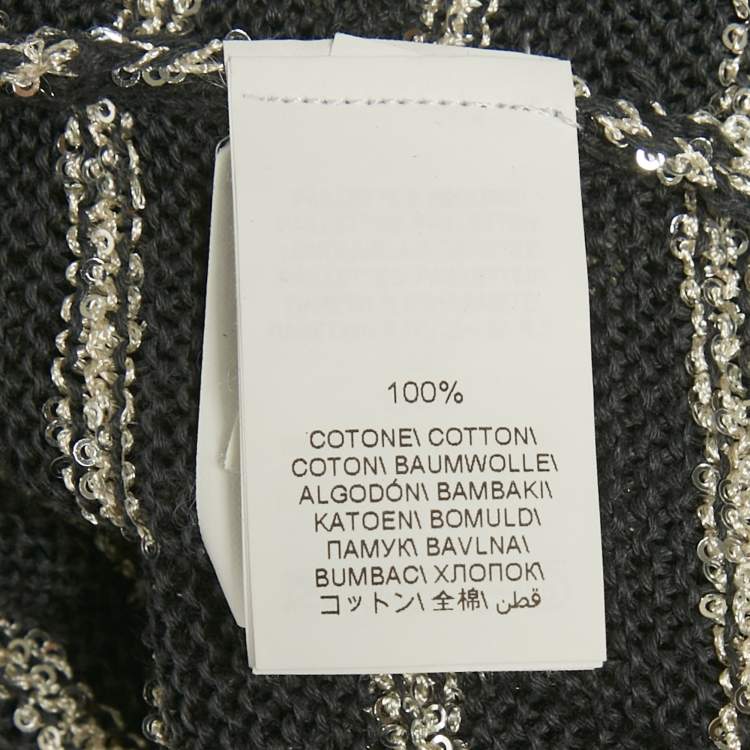 100%
COTONE\ COTTON\
COTON\ BAUMWOLLE\
ALGODÓN\ BAMBAKI\
KATOEN\ BOMULD\
ПАМУК\ BAVLNA\
BUMBAC\ ХЛОПОК\
コットン\ 全棉\ قطن